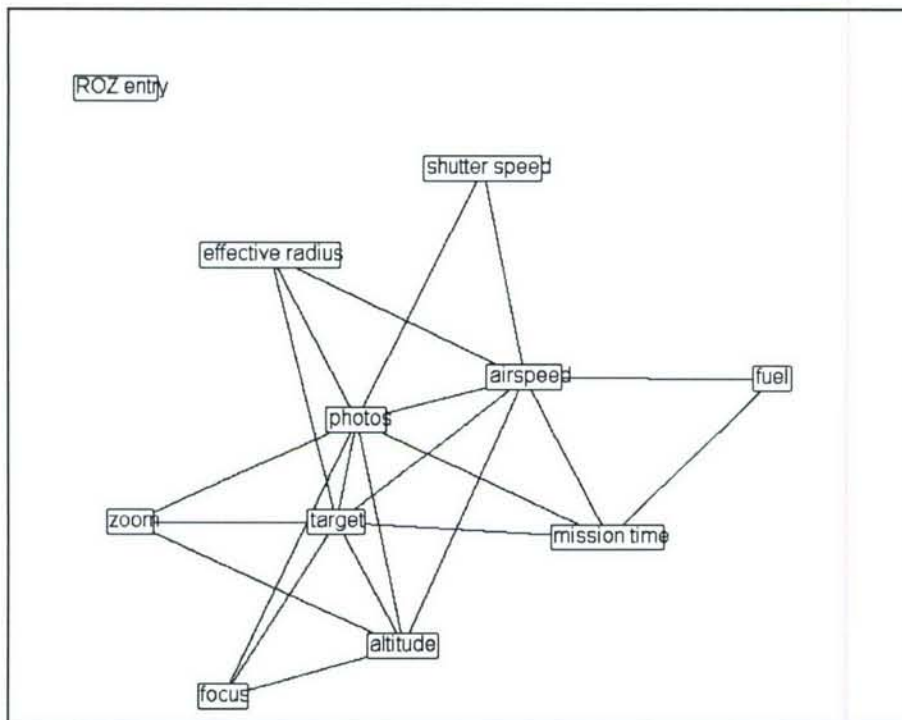 ROZ entry
shutter speed
effective radius
airspeed
fuel
photos
zoom
target
mission time
altitude
focus